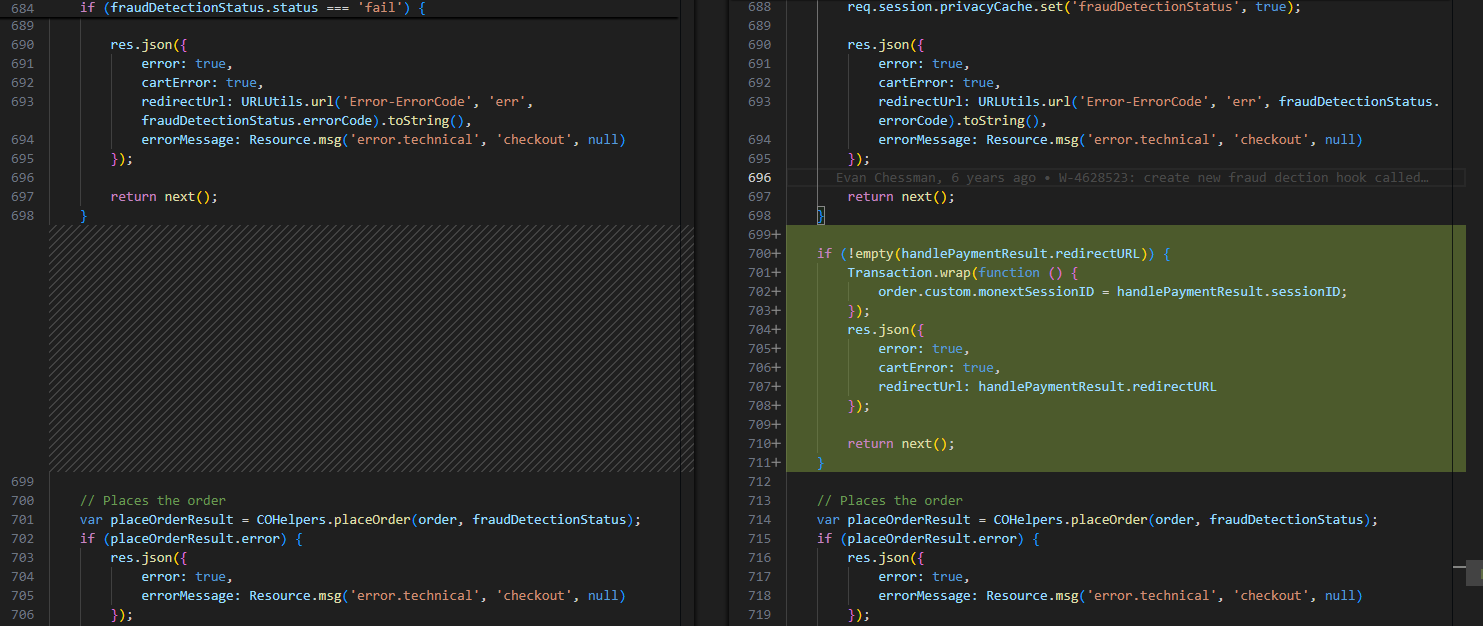 684 if (fraudDetectionStatus.status === 'fail') {
689
690 res.json({
691 error: true,
692 cartError: true,
693 redirectUrl: URLUtils.url('Error-ErrorCode', 'err',
fraudDetectionStatus.errorCode).toString(),
694 errorMessage: Resource.msg('error.technical', 'checkout', null)
695 });
696
697 return next();
698 }
699
700 // Places the order
701 var placeOrderResult = COHelpers.placeOrder(order, fraudDetectionStatus);
702 if (placeOrderResult.error) {
703 res.json({
704 error: true,
705 errorMessage: Resource.msg('error.technical', 'checkout', null)
706 });
688 req.session.privacyCache.set('fraudDetectionStatus', true);
689
690 res.json({
691 error: true,
692 cartError: true,
693 redirectUrl: URLUtils.url('Error-ErrorCode', 'err', fraudDetectionStatus.
errorCode).toString(),
694 errorMessage: Resource.msg('error.technical', 'checkout', null)
695 });
696 Evan Chessman, 6 years ago • W-4628523: create new fraud dection hook called…
697 return next();
698 }
699+
700+ if (!empty(handlePaymentResult.redirectURL)) {
701+ Transaction.wrap(function () {
702+ order.custom.monextSessionID = handlePaymentResult.sessionID;
703+ });
704+ res.json({
705+ error: true,
706+ cartError: true,
707+ redirectUrl: handlePaymentResult.redirectURL
708+ });
709+
710+ return next();
711+ }
712
713 // Places the order
714 var placeOrderResult = COHelpers.placeOrder(order, fraudDetectionStatus);
715 if (placeOrderResult.error) {
716 res.json({
717 error: true,
718 errorMessage: Resource.msg('error.technical', 'checkout', null)
719 });